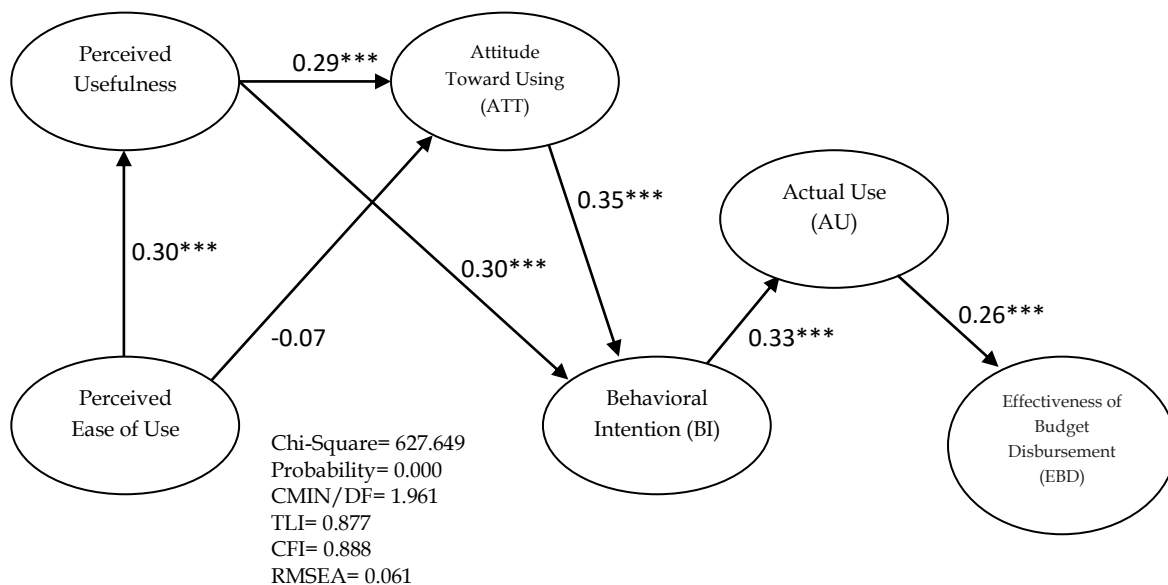 Perceived
Usefulness
0.29***
Attitude
Toward Using
(ATT)
0.30***
-0.07
0.30***
0.35***
Actual Use
(AU)
0.33***
0.26***
Perceived
Ease of Use
Behavioral
Intention (BI)
Effectiveness of
Budget
Disbursement
(EBD)
Chi-Square= 627.649
Probability= 0.000
CMIN/DF= 1.961
TLI= 0.877
CFI= 0.888
RMSEA= 0.061